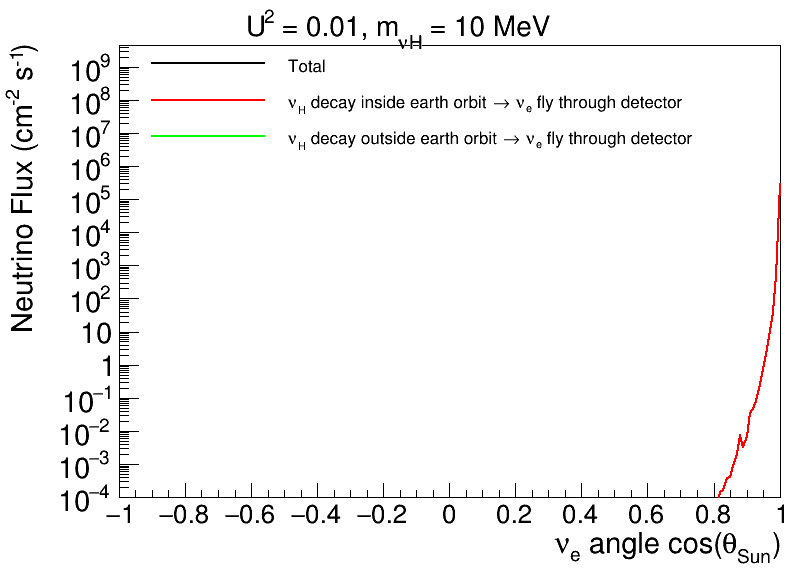 U² = 0.01, m_νH = 10 MeV
Total
ν_H decay inside earth orbit → ν_e fly through detector
ν_H decay outside earth orbit → ν_e fly through detector
Neutrino Flux (cm⁻² s⁻¹)
10⁹
10⁸
10⁷
10⁶
10⁵
10⁴
10³
10²
10
1
10⁻¹
10⁻²
10⁻³
10⁻⁴
−1 −0.8 −0.6 −0.4 −0.2 0 0.2 0.4 0.6 0.8 1
ν_e angle cos(θ_Sun)